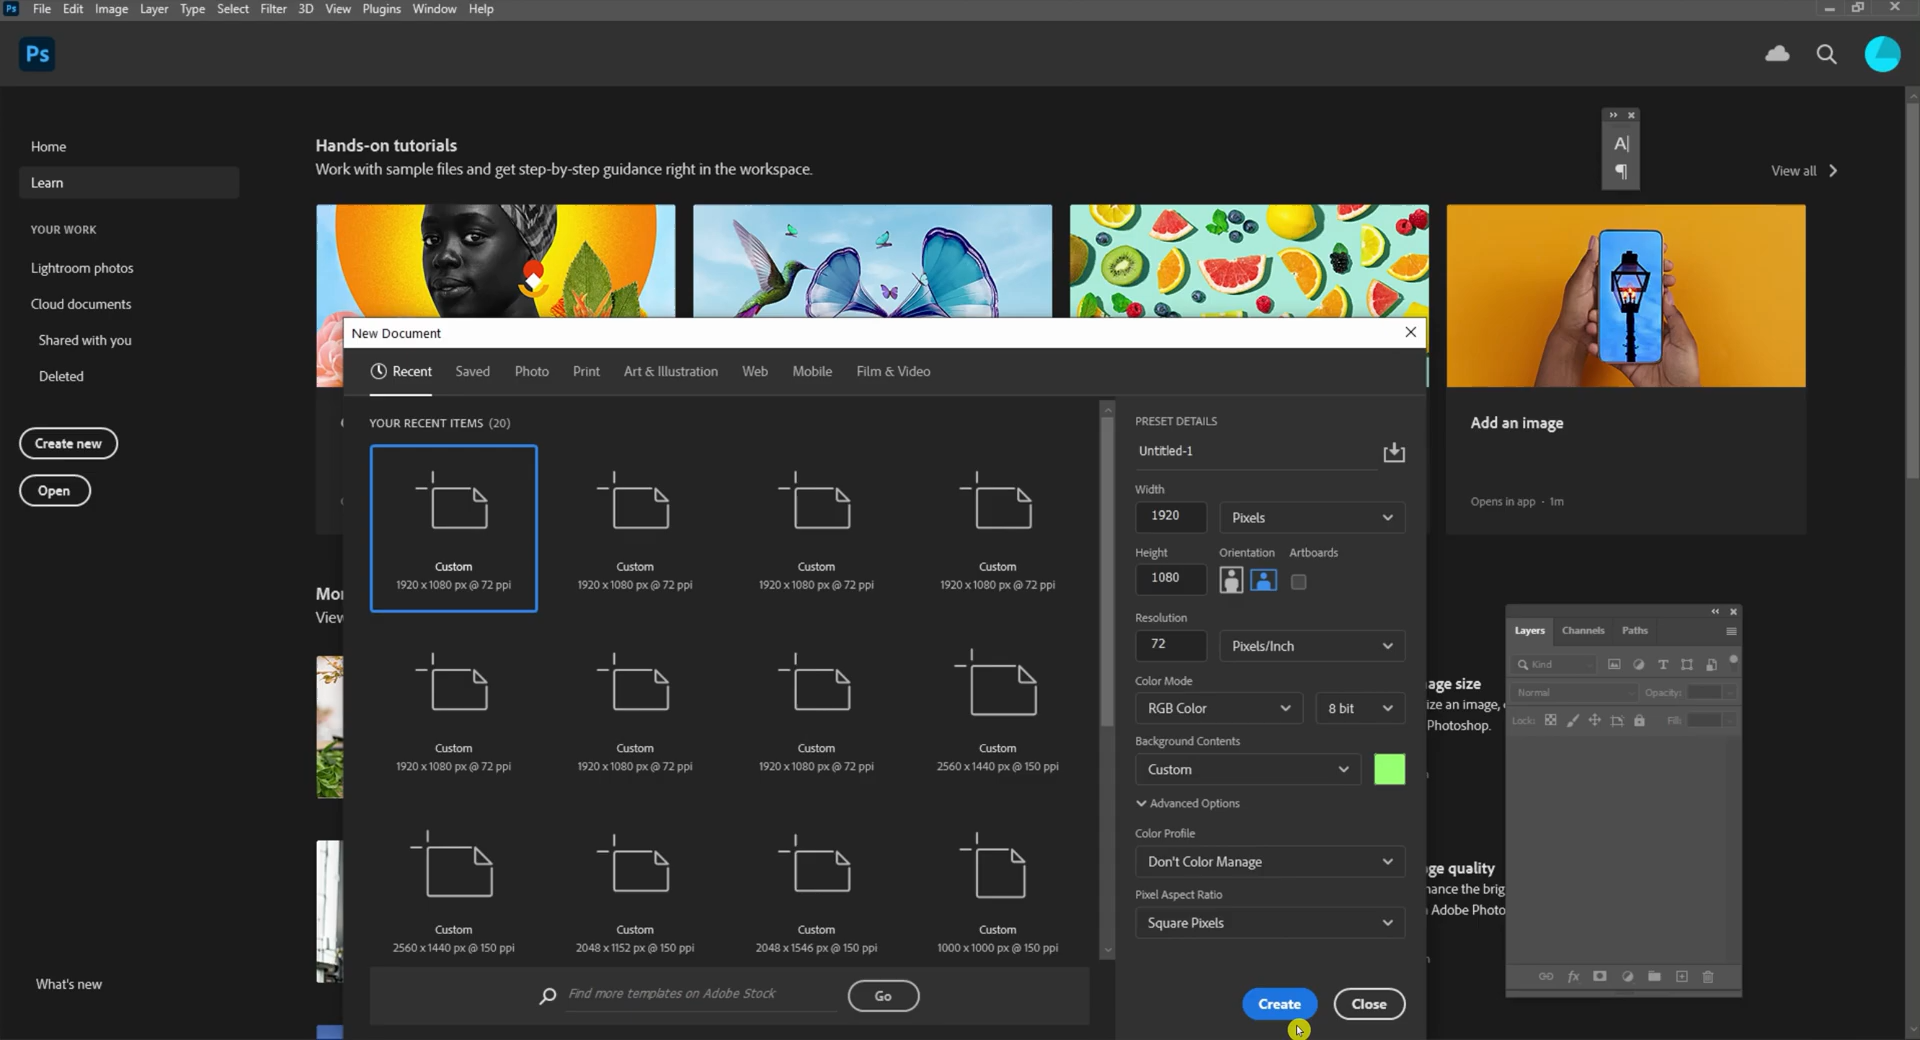 Ps File Edit Image Layer Type Select Filter 3D View Plugins Window Help
Ps
Home
Learn
YOUR WORK
Lightroom photos
Cloud documents
Shared with you
Deleted
Create new
Open
What's new
Hands-on tutorials
Work with sample files and get step-by-step guidance right in the workspace.
View all
A
¶
Add an image
Opens in app · 1m
New Document
Recent Saved Photo Print Art & Illustration Web Mobile Film & Video
YOUR RECENT ITEMS (20)
Custom Custom Custom Custom
1920 x 1080 px @ 72 ppi 1920 x 1080 px @ 72 ppi 1920 x 1080 px @ 72 ppi 1920 x 1080 px @ 72 ppi
Custom Custom Custom Custom
1920 x 1080 px @ 72 ppi 1920 x 1080 px @ 72 ppi 1920 x 1080 px @ 72 ppi 2560 x 1440 px @ 150 ppi
Custom Custom Custom Custom
2560 x 1440 px @ 150 ppi 2048 x 1152 px @ 150 ppi 2048 x 1546 px @ 150 ppi 1000 x 1000 px @ 150 ppi
Find more templates on Adobe Stock Go
PRESET DETAILS
Untitled-1
Width
1920 Pixels
Height Orientation Artboards
1080
Resolution
72 Pixels/Inch
Color Mode
RGB Color 8 bit
Background Contents
Custom
Advanced Options
Color Profile
Don't Color Manage
Pixel Aspect Ratio
Square Pixels
Create Close
age size
ize an image,
Photoshop.
ge quality
ance the brig
Adobe Photo
Layers Channels Paths
Kind
Normal Opacity:
Lock: Fill:
fx